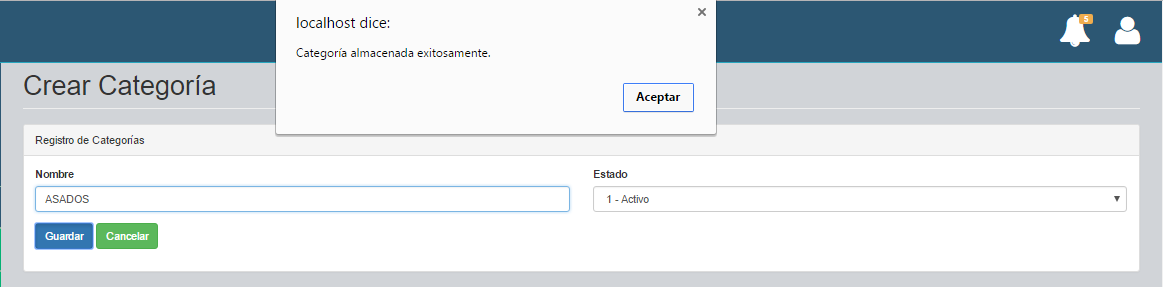 localhost dice:
Categoría almacenada exitosamente.
Aceptar
5
Crear Categoría
Registro de Categorías
Nombre
Estado
ASADOS
1 - Activo
Guardar
Cancelar